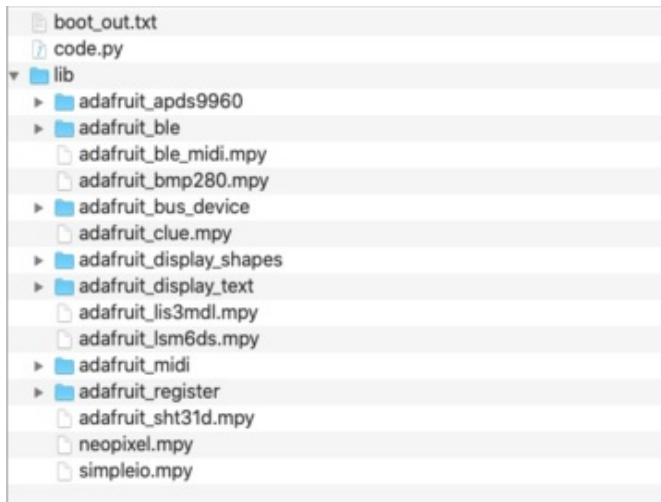 boot_out.txt
code.py
lib
adafruit_apds9960
adafruit_ble
adafruit_ble_midi.mpy
adafruit_bmp280.mpy
adafruit_bus_device
adafruit_clue.mpy
adafruit_display_shapes
adafruit_display_text
adafruit_lis3mdl.mpy
adafruit_lsm6ds.mpy
adafruit_midi
adafruit_register
adafruit_sht31d.mpy
neopixel.mpy
simpleio.mpy